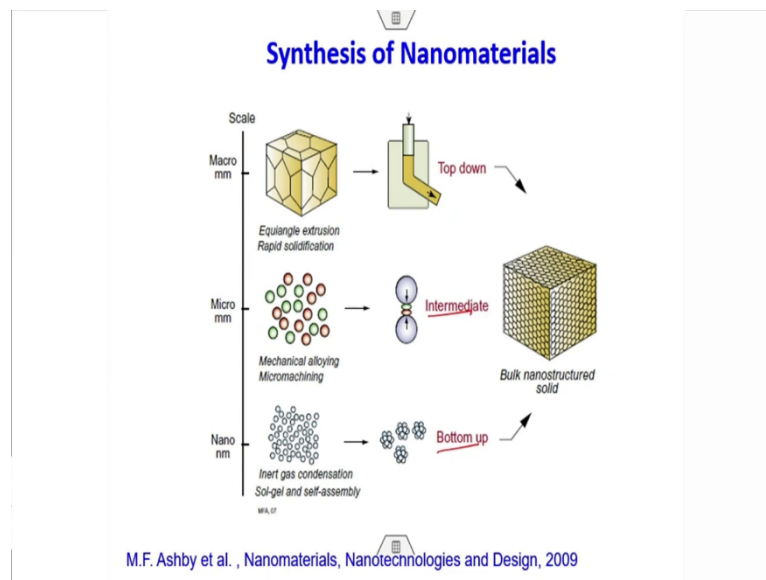 Synthesis of Nanomaterials
Scale
Macro
mm
Top down
Equiangle extrusion
Rapid solidification
Micro
mm
Intermediate
Mechanical alloying
Micromachining
Bulk nanostructured
solid
Nano
nm
Bottom up
Inert gas condensation
Sol-gel and self-assembly
MFA, 07
M.F. Ashby et al. , Nanomaterials, Nanotechnologies and Design, 2009